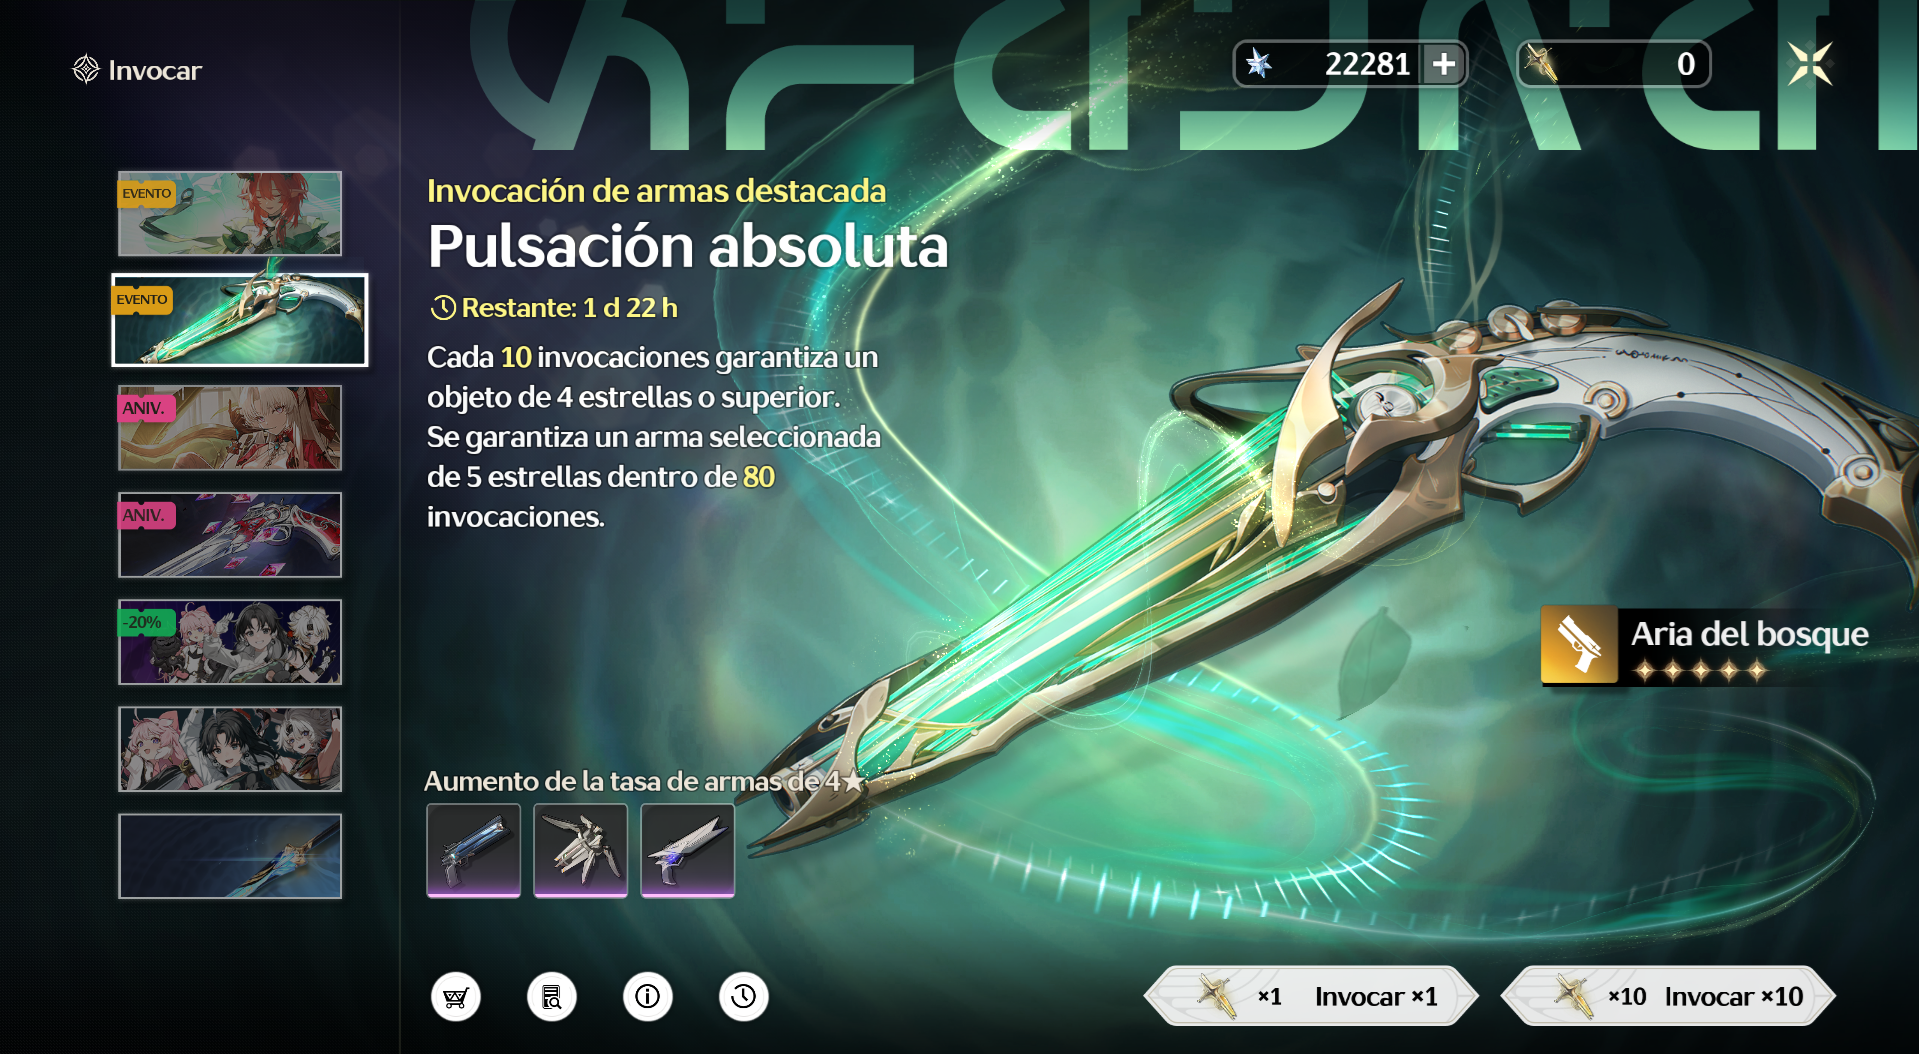 Invocar
22281
0
EVENTO
EVENTO
ANIV.
ANIV.
-20%
Invocación de armas destacada
Pulsación absoluta
Restante: 1 d 22 h
Cada 10 invocaciones garantiza un
objeto de 4 estrellas o superior.
Se garantiza un arma seleccionada
de 5 estrellas dentro de 80
invocaciones.
Aria del bosque
Aumento de la tasa de armas de 4★
×1 Invocar ×1
×10 Invocar ×10